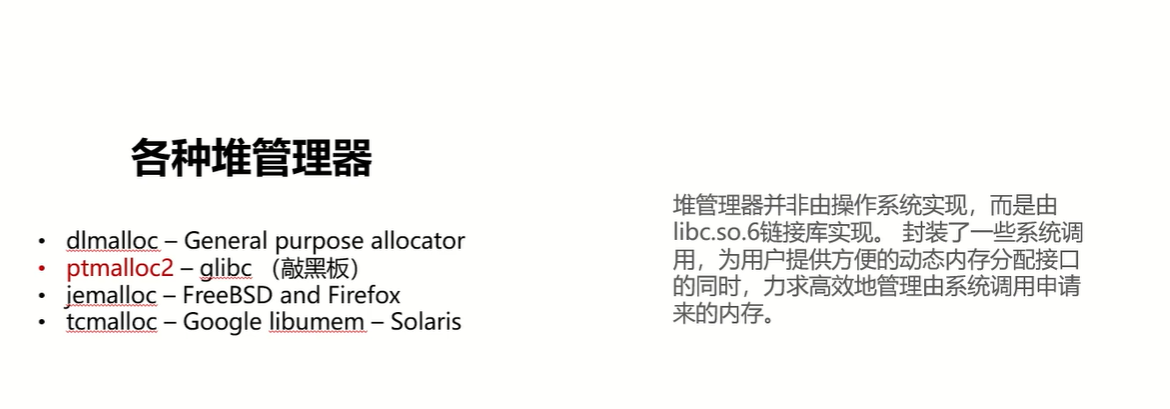 各种堆管理器
• dlmalloc – General purpose allocator
• ptmalloc2 – glibc （敲黑板）
• jemalloc – FreeBSD and Firefox
• tcmalloc – Google libumem – Solaris
堆管理器并非由操作系统实现，而是由
libc.so.6链接库实现。 封装了一些系统调
用，为用户提供方便的动态内存分配接口
的同时，力求高效地管理由系统调用申请
来的内存。